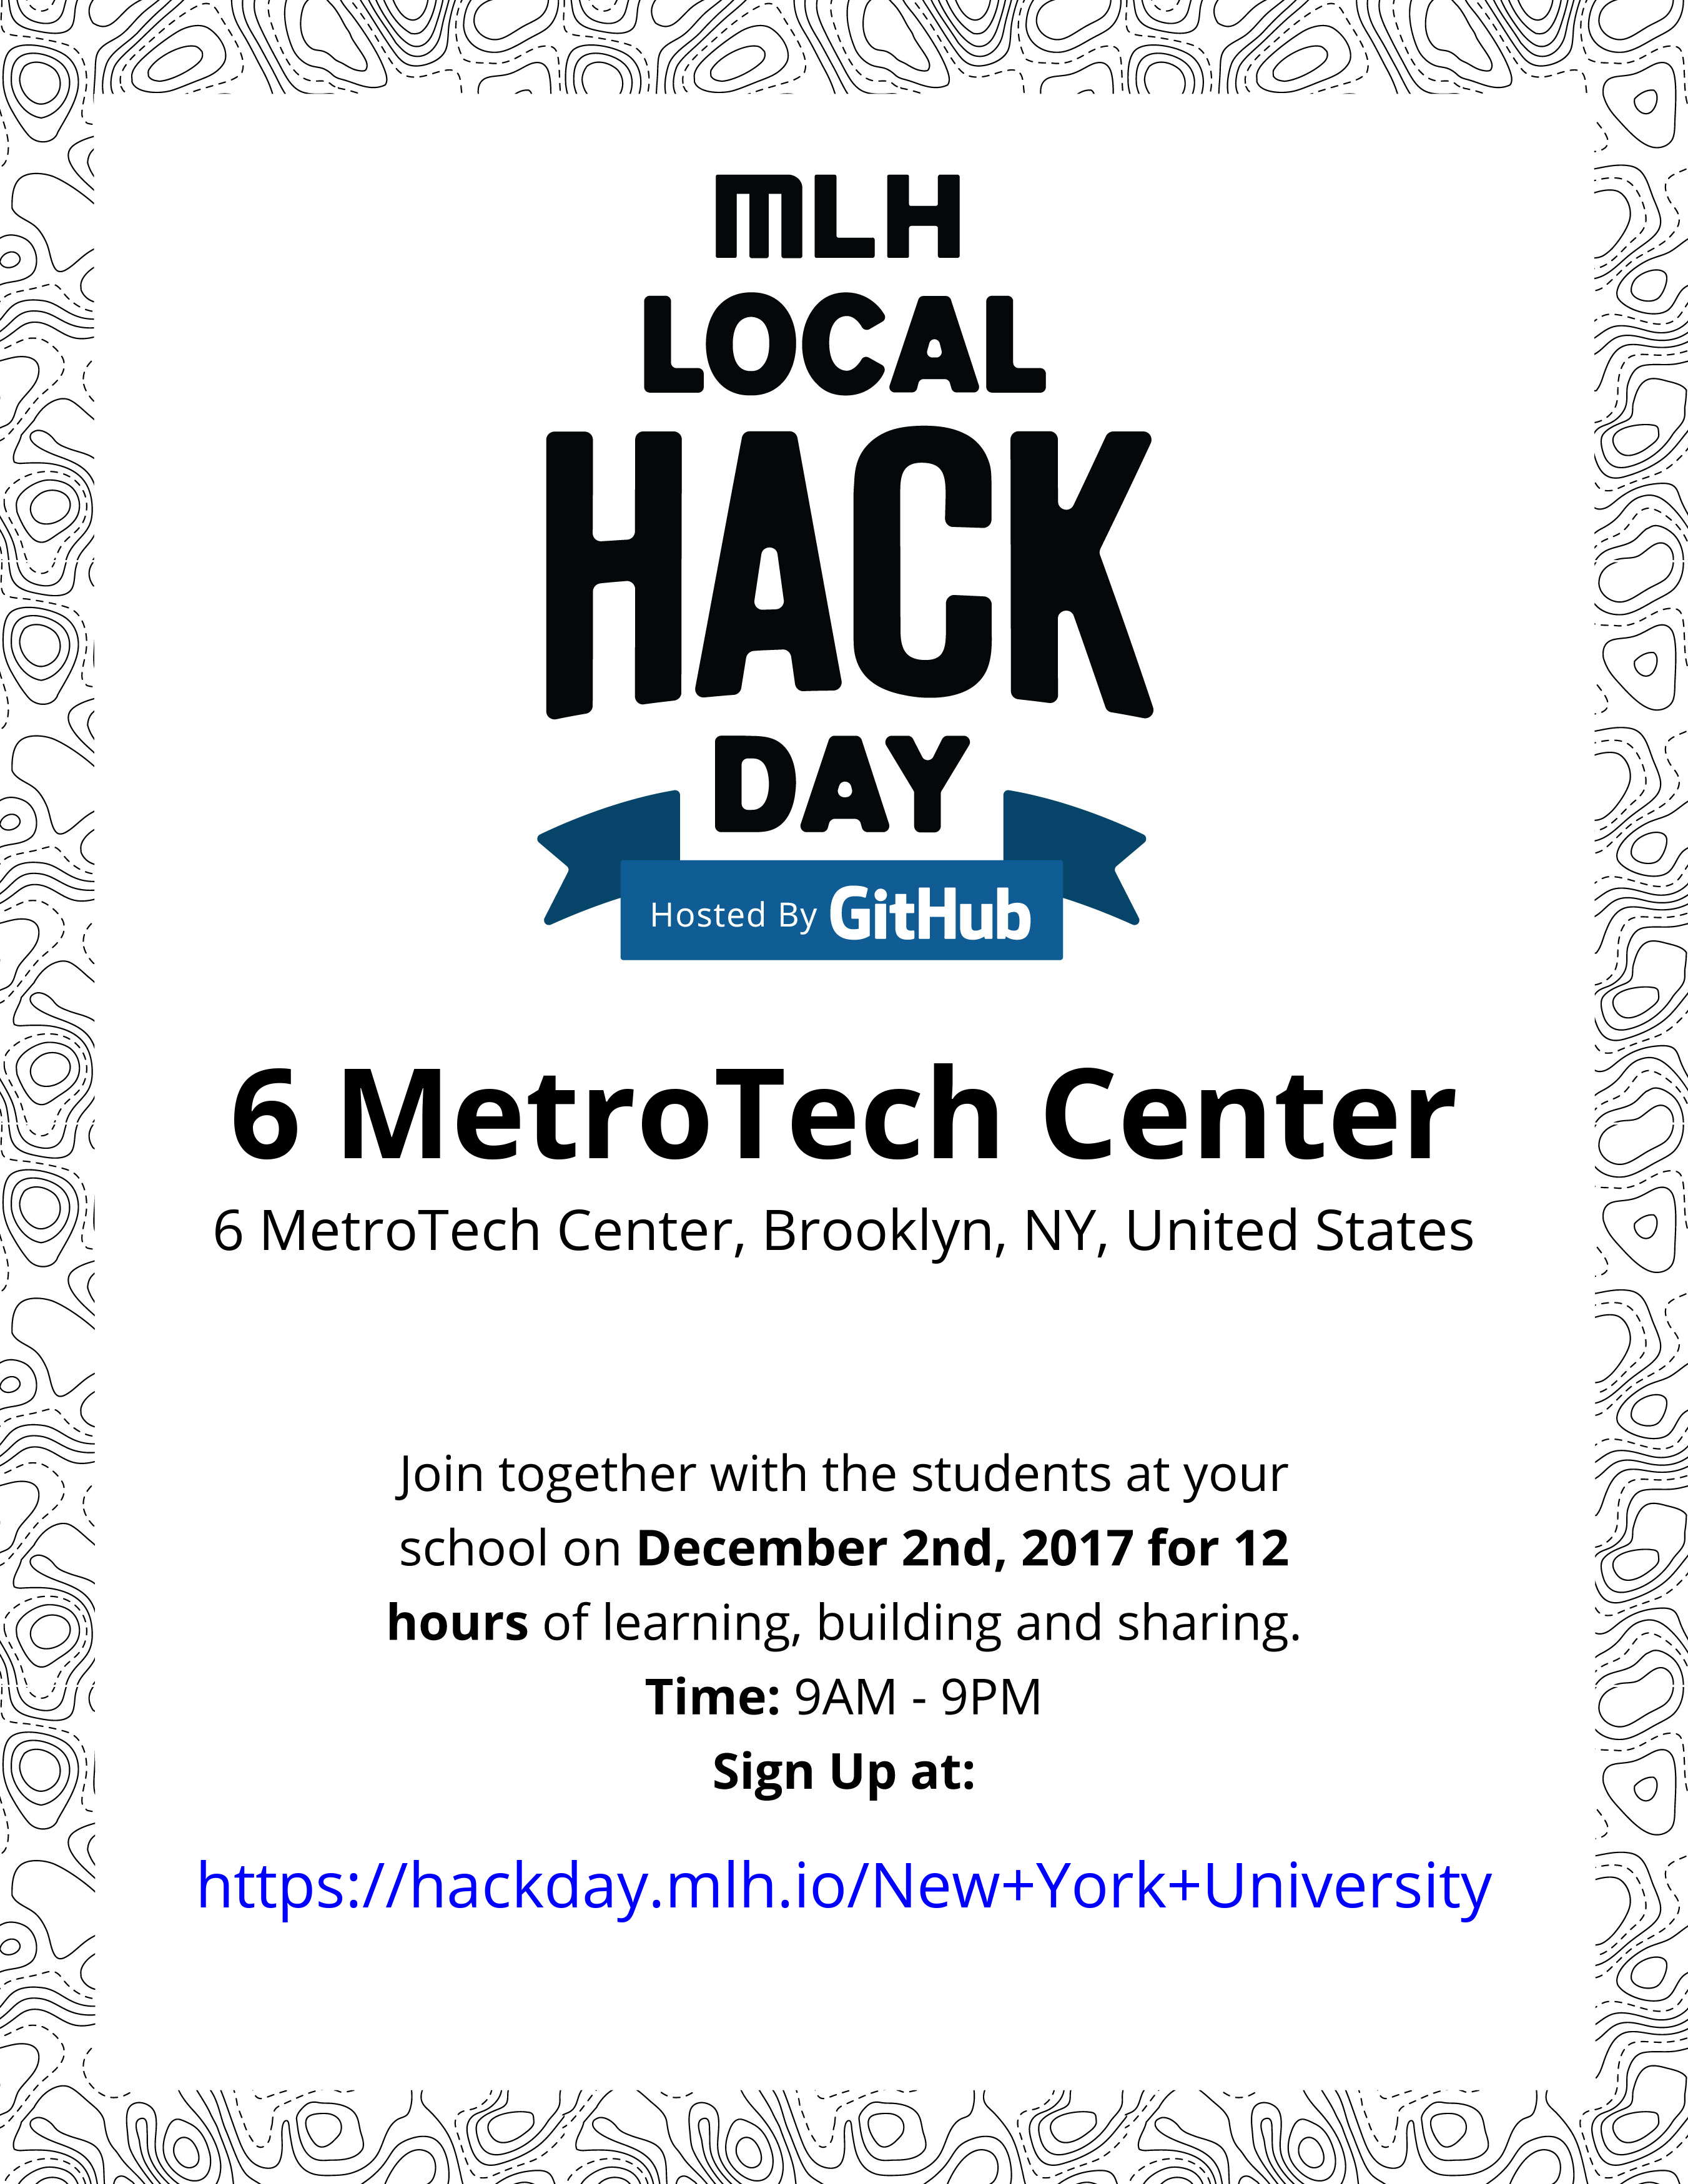 MLH
LOCAL
HACK
DAY
Hosted By GitHub
6 MetroTech Center
6 MetroTech Center, Brooklyn, NY, United States
Join together with the students at your
school on December 2nd, 2017 for 12
hours of learning, building and sharing.
Time: 9AM - 9PM
Sign Up at:
https://hackday.mlh.io/New+York+University